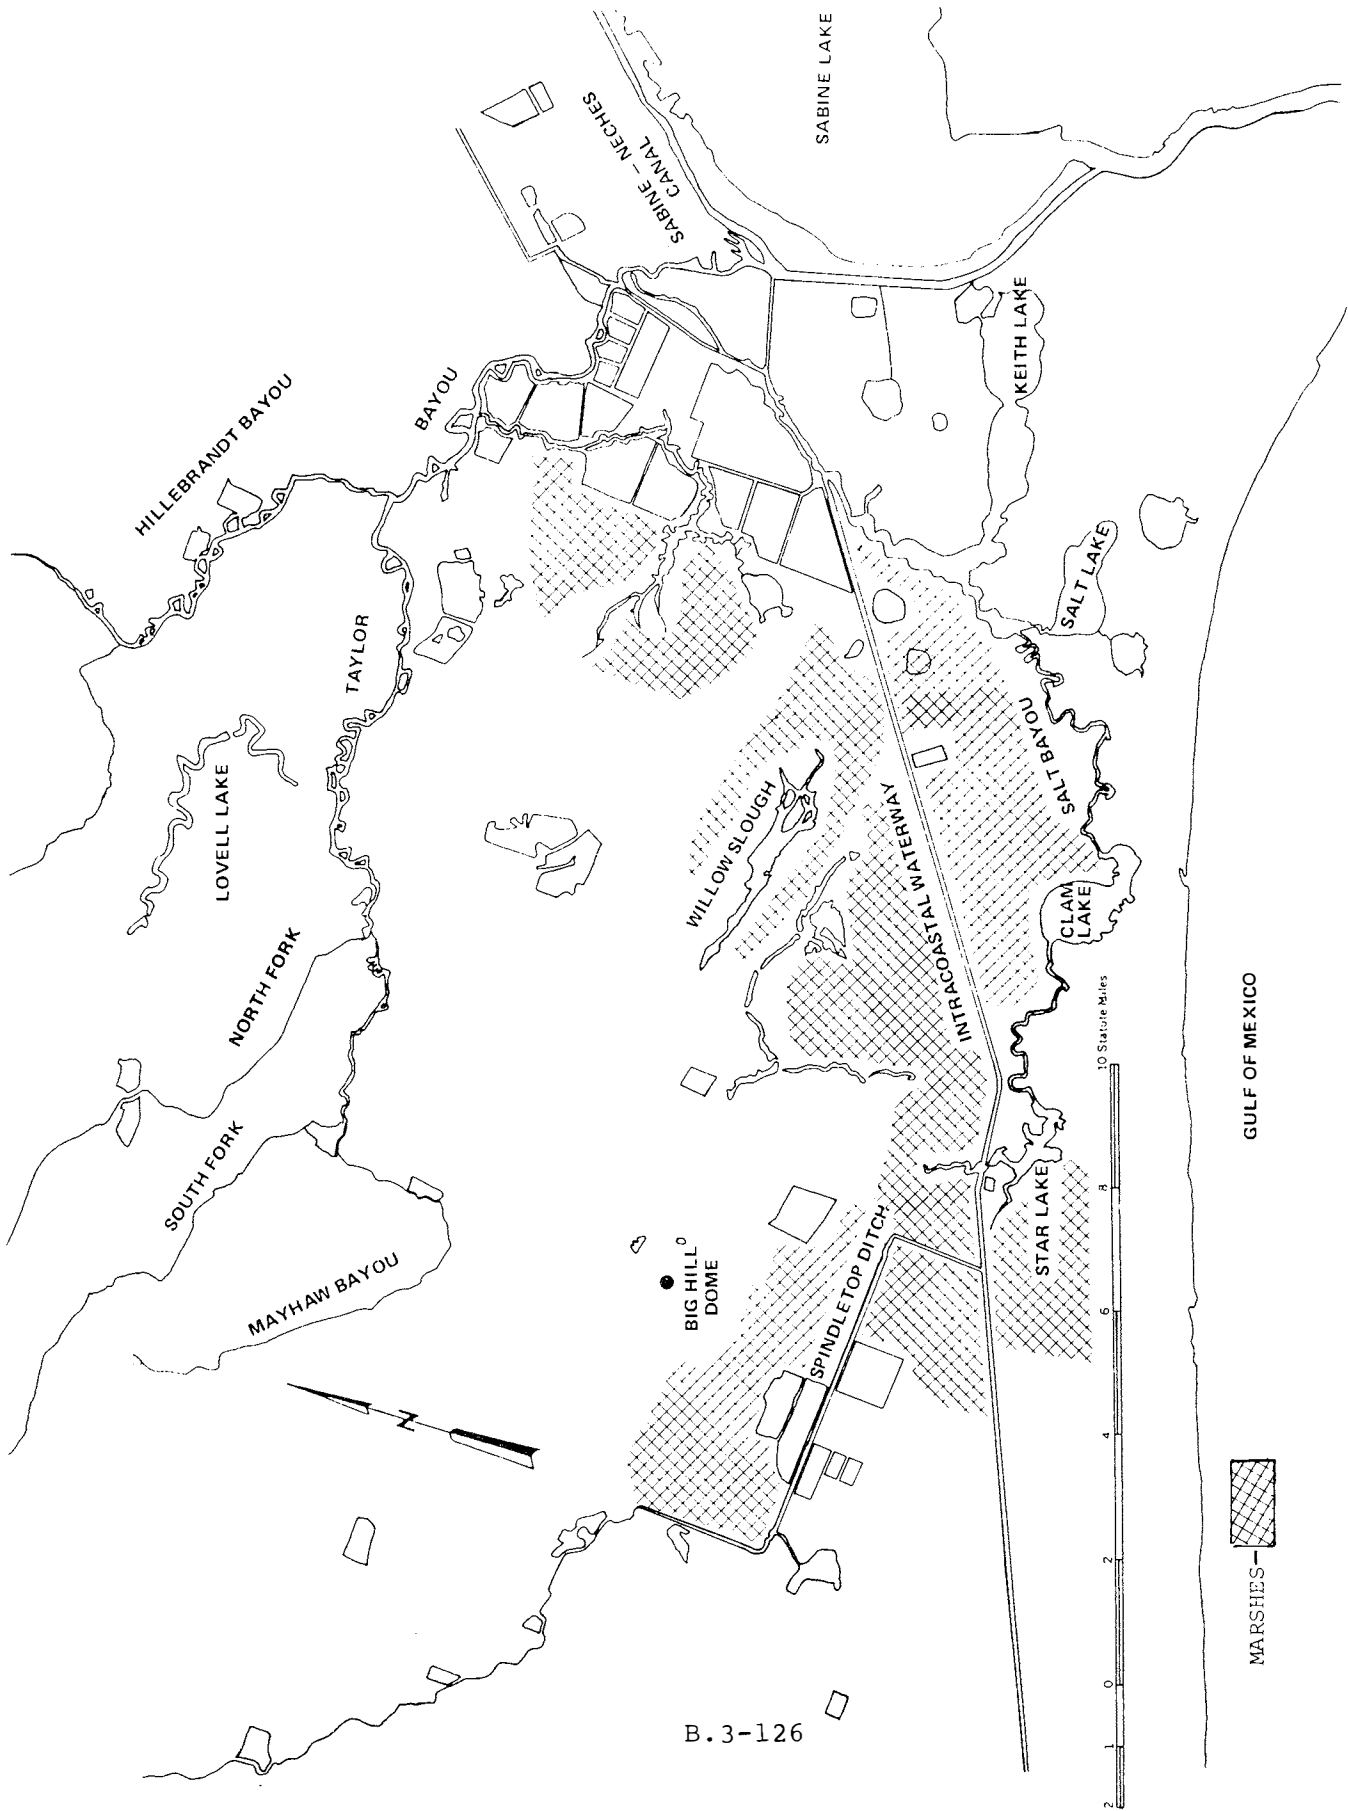 SABINE LAKE
SABINE – NECHES
CANAL
HILLEBRANDT BAYOU
BAYOU
TAYLOR
KEITH LAKE
SALT LAKE
LOVELL LAKE
WILLOW SLOUGH
INTRACOASTAL WATERWAY
SALT BAYOU
CLAM
LAKE
NORTH FORK
SOUTH FORK
MAYHAW BAYOU
BIG HILL
DOME
SPINDLETOP DITCH
STAR LAKE
GULF OF MEXICO
N
2 1 0 2 4 6 8 10 Statute Miles
MARSHES–
B.3-126